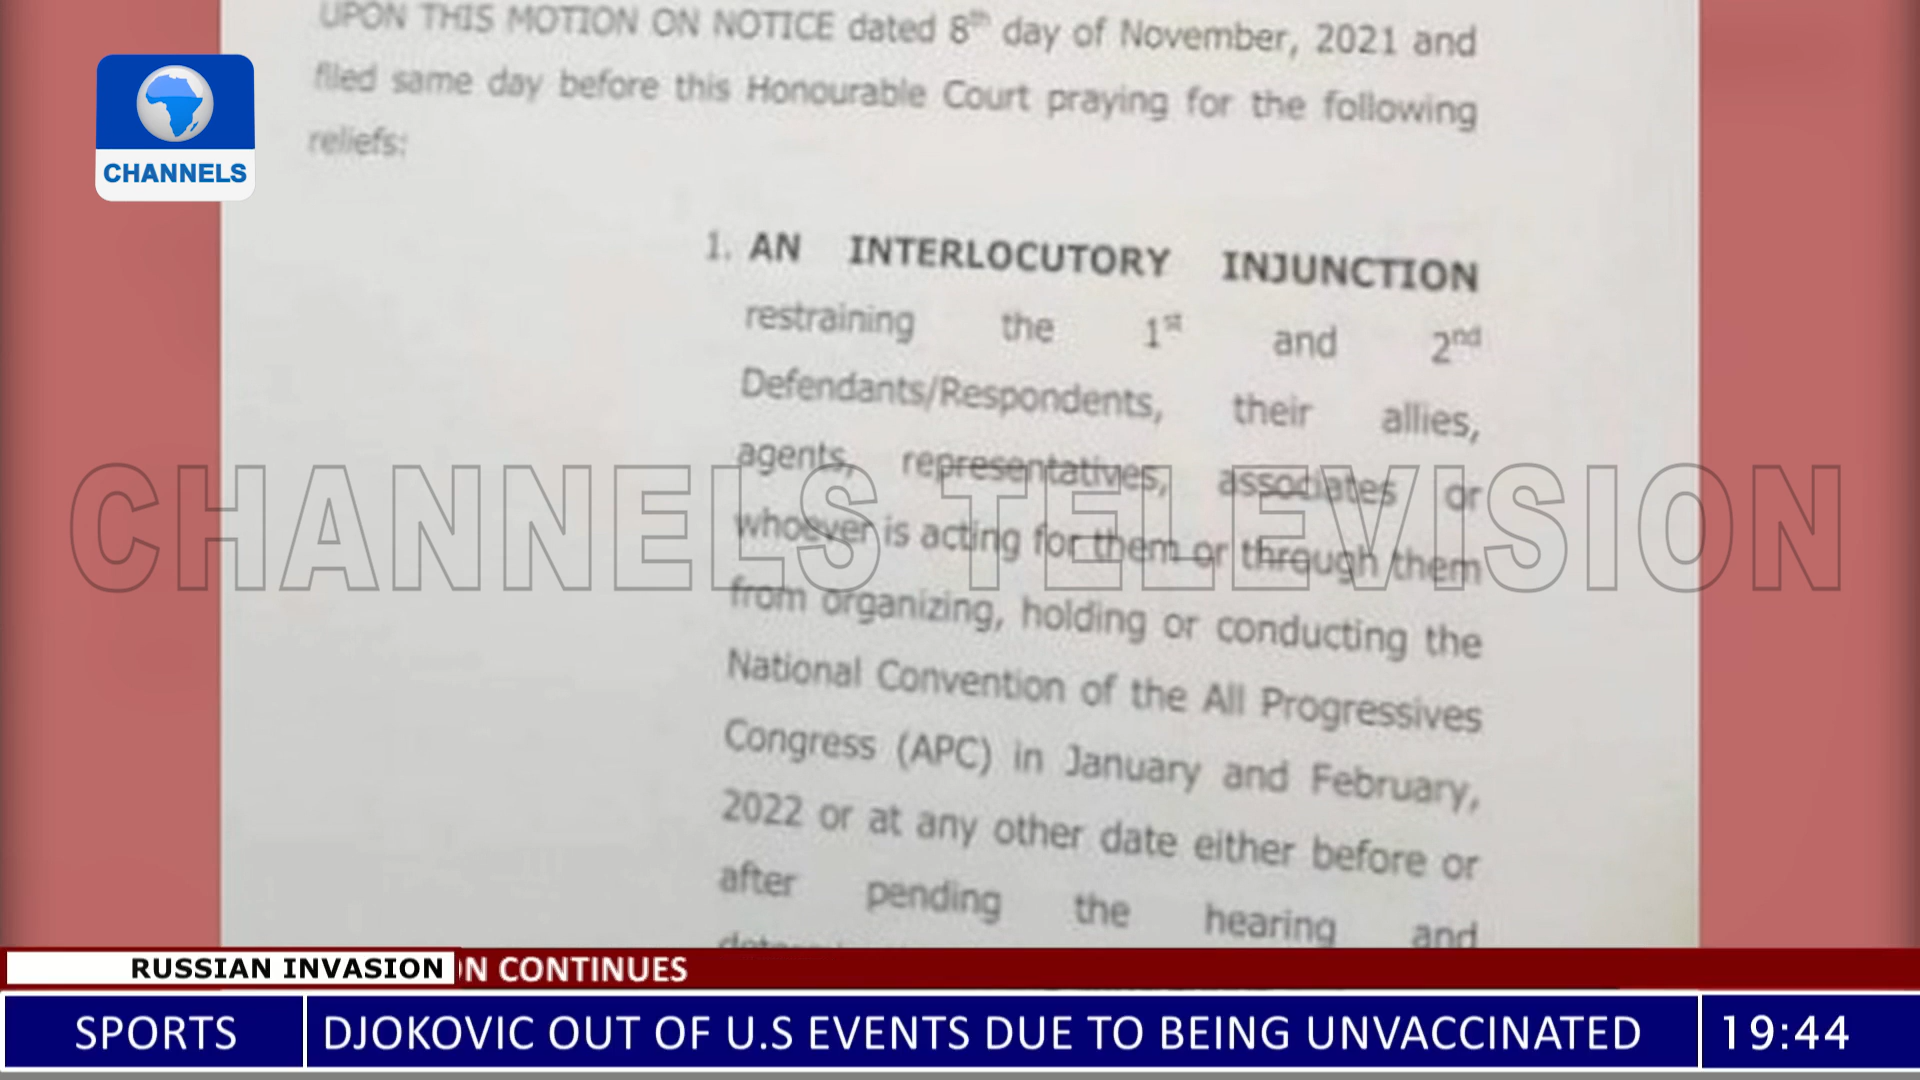 UPON THIS MOTION ON NOTICE dated 8th day of November, 2021 and
filed same day before this Honourable Court praying for the following
reliefs:
CHANNELS
1. AN INTERLOCUTORY INJUNCTION
restraining the 1st and 2nd
Defendants/Respondents, their allies,
agents, representatives, associates or
whoever is acting for them or through them
from organizing, holding or conducting the
National Convention of the All Progressives
Congress (APC) in January and February,
2022 or at any other date either before or
after pending the hearing and
CHANNELS TELEVISION
RUSSIAN INVASION
CONTINUES
SPORTS DJOKOVIC OUT OF U.S EVENTS DUE TO BEING UNVACCINATED 19:44